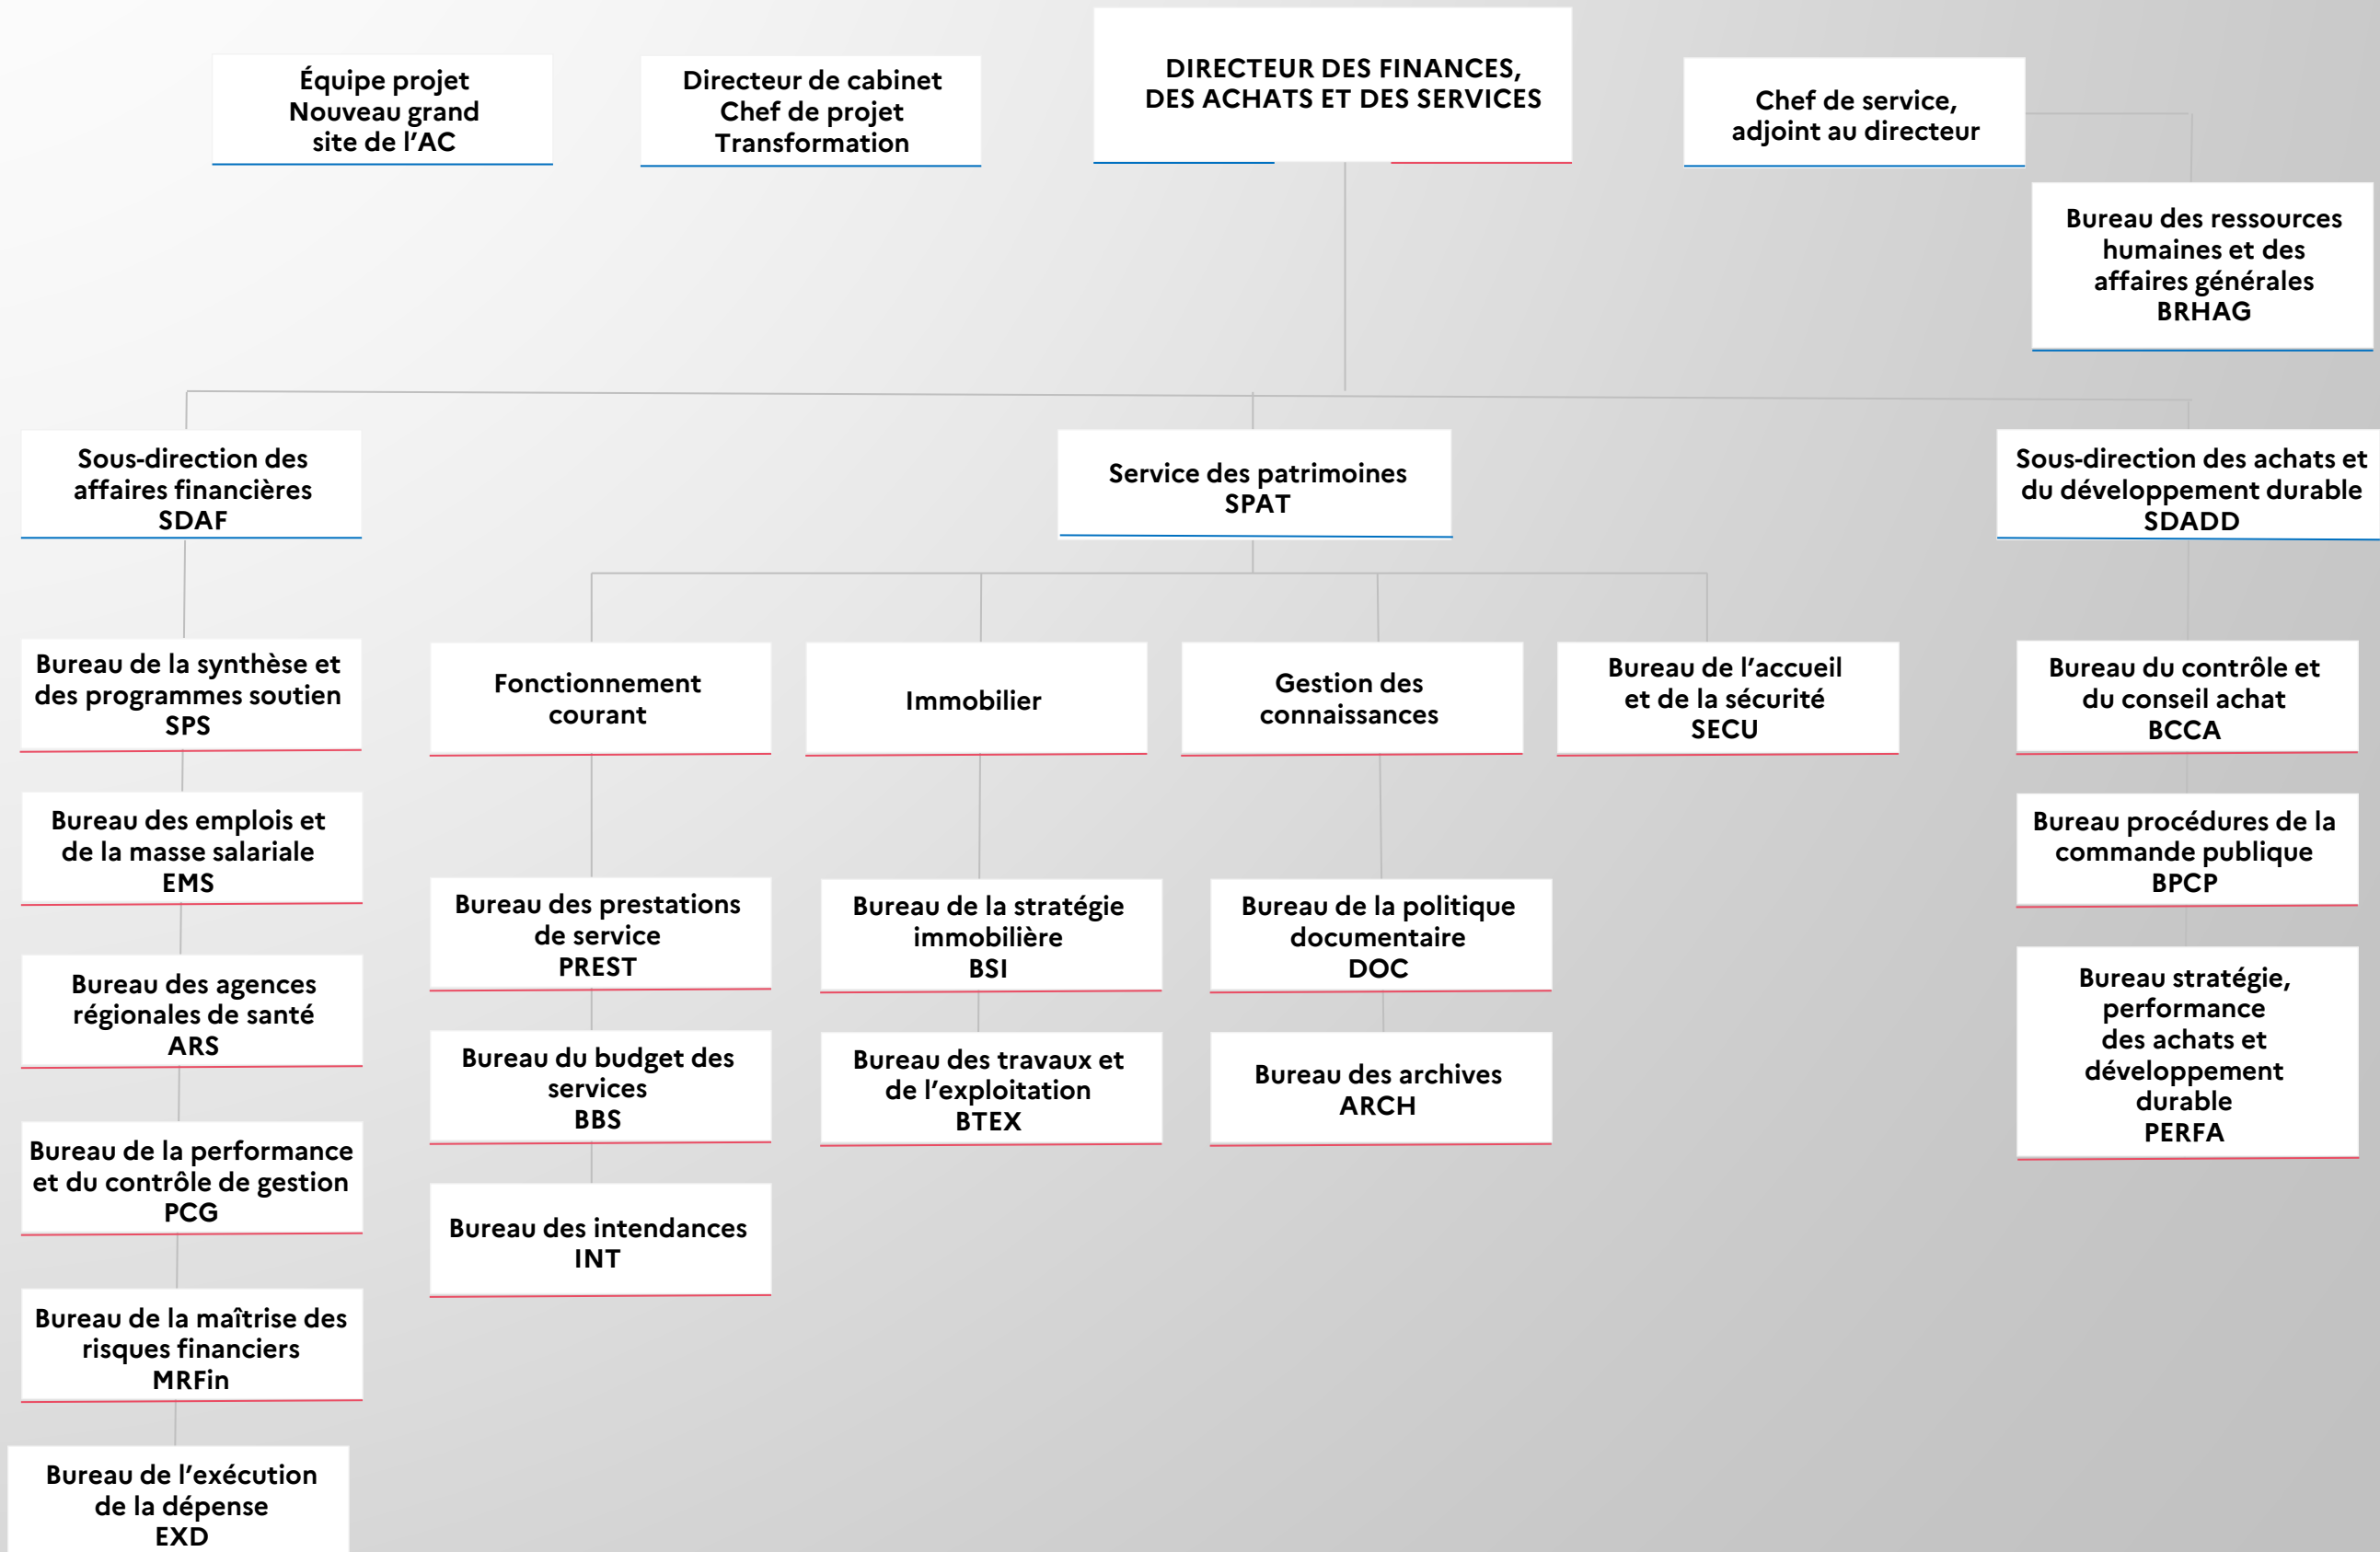 Équipe projet
Nouveau grand
site de l’AC
Directeur de cabinet
Chef de projet
Transformation
DIRECTEUR DES FINANCES,
DES ACHATS ET DES SERVICES
Chef de service,
adjoint au directeur
Bureau des ressources
humaines et des
affaires générales
BRHAG
Sous-direction des
affaires financières
SDAF
Service des patrimoines
SPAT
Sous-direction des achats et
du développement durable
SDADD
Bureau de la synthèse et
des programmes soutien
SPS
Bureau des emplois et
de la masse salariale
EMS
Bureau des agences
régionales de santé
ARS
Bureau de la performance
et du contrôle de gestion
PCG
Bureau de la maîtrise des
risques financiers
MRFin
Bureau de l’exécution
de la dépense
EXD
Fonctionnement
courant
Bureau des prestations
de service
PREST
Bureau du budget des
services
BBS
Bureau des intendances
INT
Immobilier
Bureau de la stratégie
immobilière
BSI
Bureau des travaux et
de l’exploitation
BTEX
Gestion des
connaissances
Bureau de la politique
documentaire
DOC
Bureau des archives
ARCH
Bureau de l’accueil
et de la sécurité
SECU
Bureau du contrôle et
du conseil achat
BCCA
Bureau procédures de la
commande publique
BPCP
Bureau stratégie,
performance
des achats et
développement
durable
PERFA